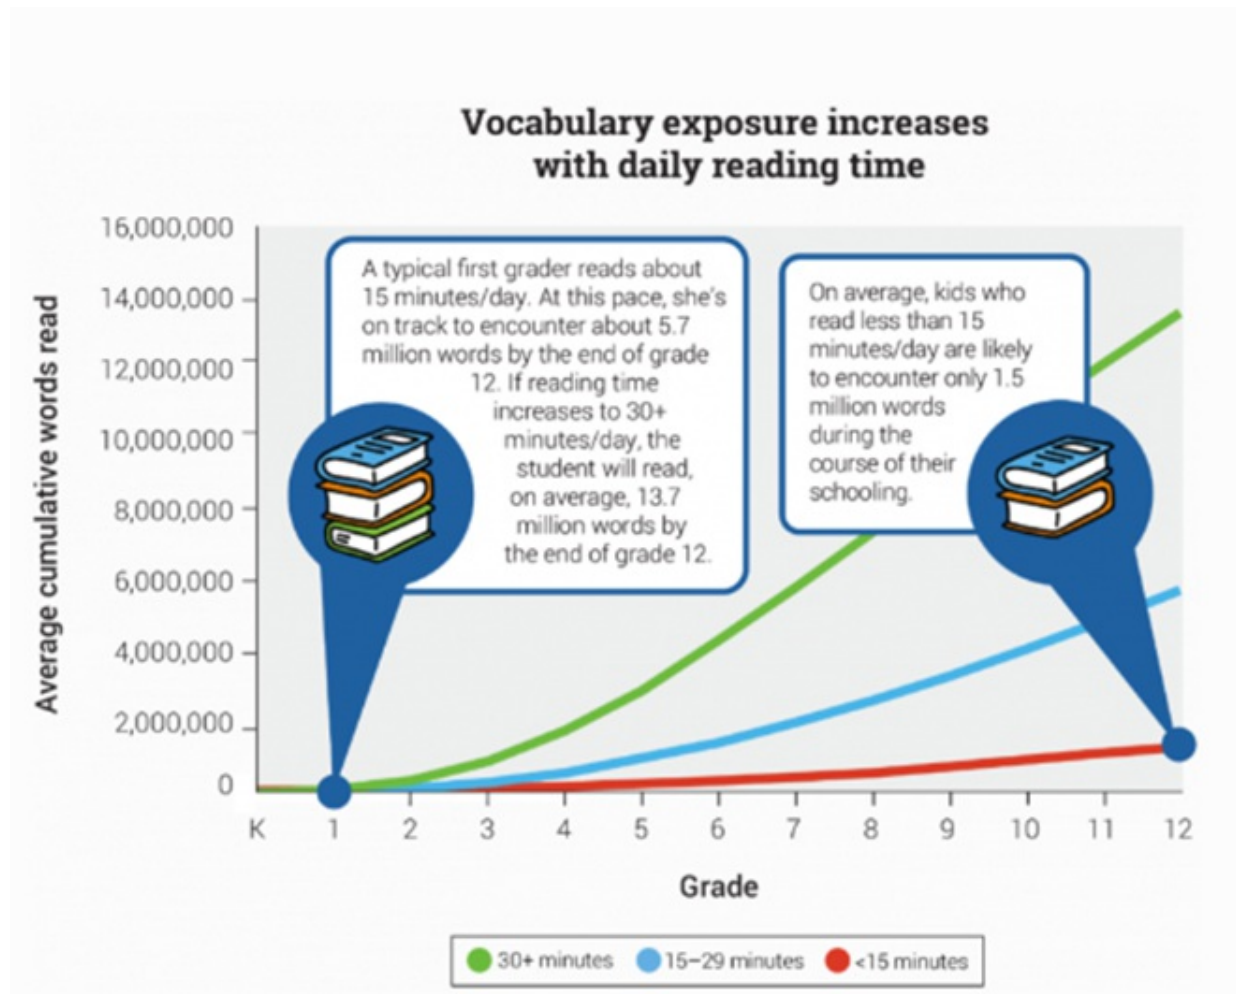 Vocabulary exposure increases
with daily reading time
Average cumulative words read
16,000,000
14,000,000
12,000,000
10,000,000
8,000,000
6,000,000
4,000,000
2,000,000
0
A typical first grader reads about
15 minutes/day. At this pace, she's
on track to encounter about 5.7
million words by the end of grade
12. If reading time
increases to 30+
minutes/day, the
student will read,
on average, 13.7
million words by
the end of grade 12.
On average, kids who
read less than 15
minutes/day are likely
to encounter only 1.5
million words
during the
course of their
schooling.
K 1 2 3 4 5 6 7 8 9 10 11 12
Grade
30+ minutes 15–29 minutes <15 minutes